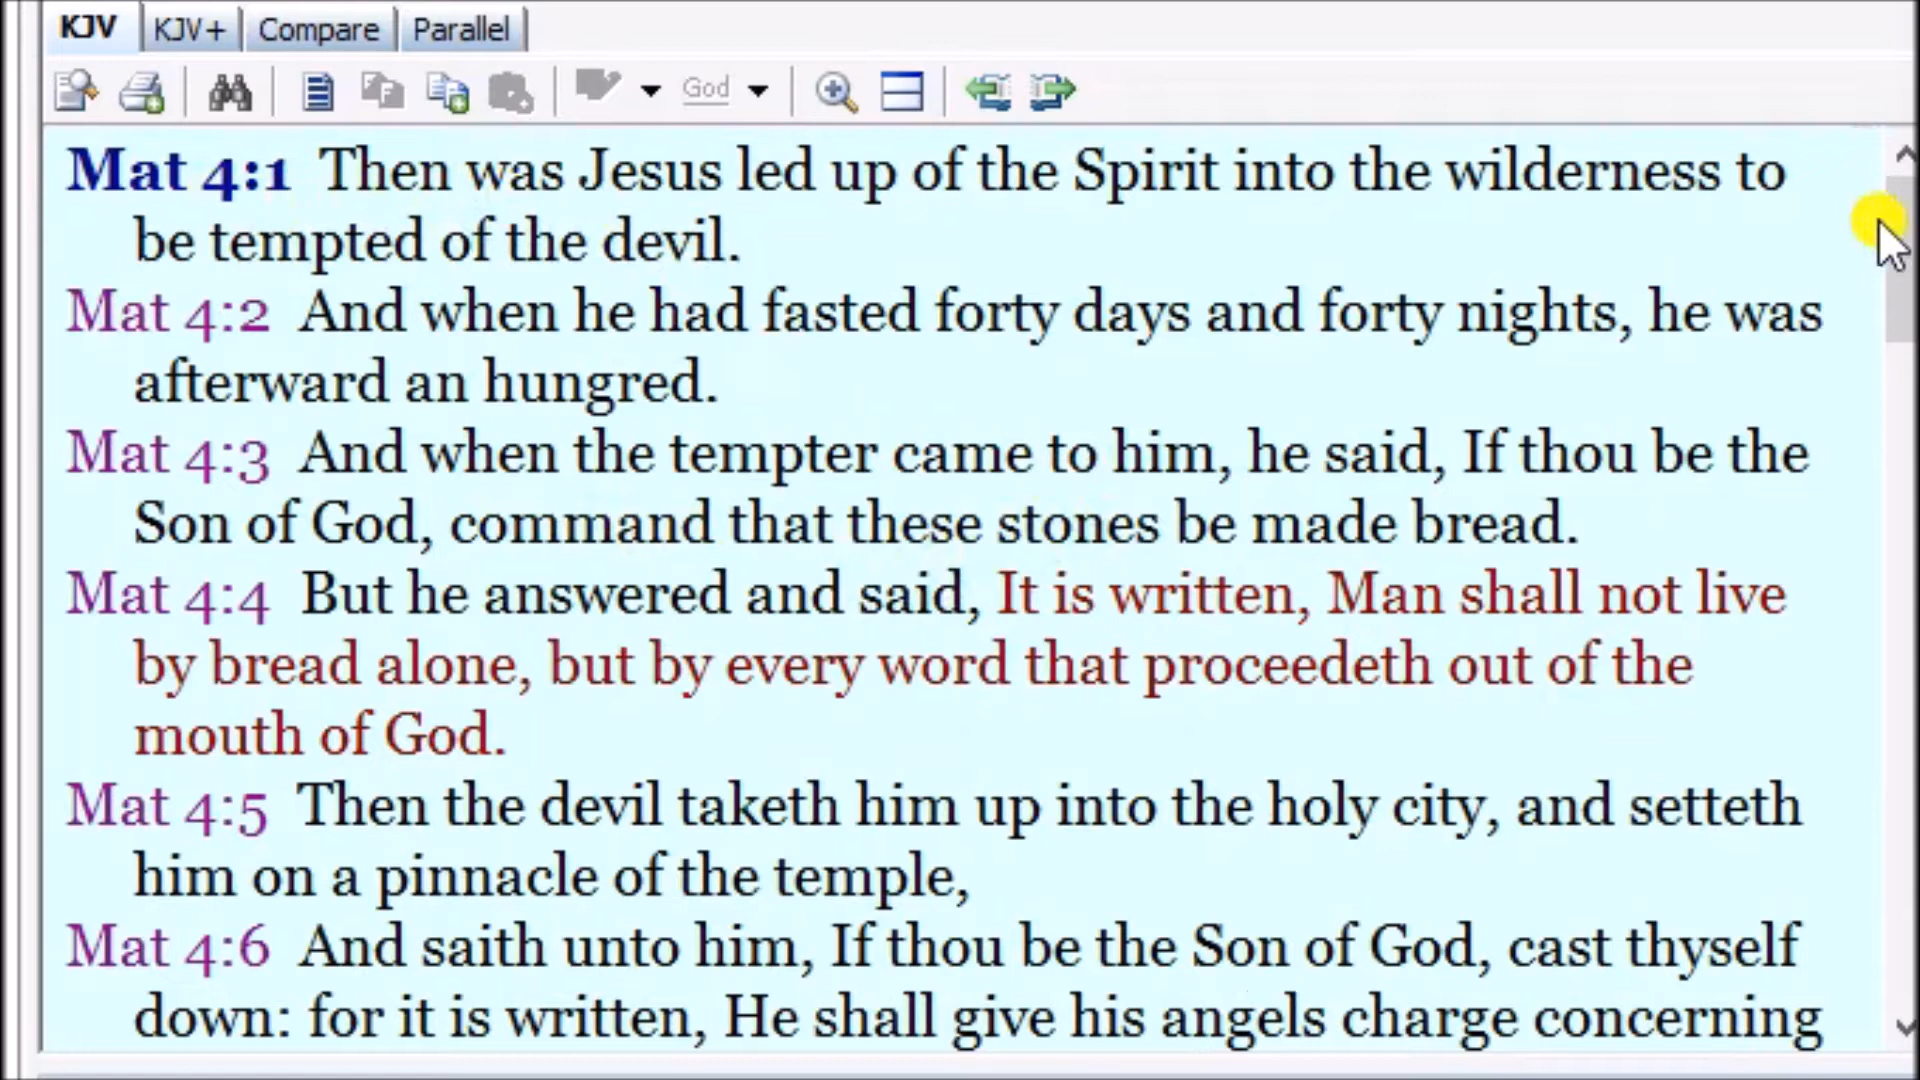 KJV KJV+ Compare Parallel
God
Mat 4:1 Then was Jesus led up of the Spirit into the wilderness to
be tempted of the devil.
Mat 4:2 And when he had fasted forty days and forty nights, he was
afterward an hungred.
Mat 4:3 And when the tempter came to him, he said, If thou be the
Son of God, command that these stones be made bread.
Mat 4:4 But he answered and said, It is written, Man shall not live
by bread alone, but by every word that proceedeth out of the
mouth of God.
Mat 4:5 Then the devil taketh him up into the holy city, and setteth
him on a pinnacle of the temple,
Mat 4:6 And saith unto him, If thou be the Son of God, cast thyself
down: for it is written, He shall give his angels charge concerning